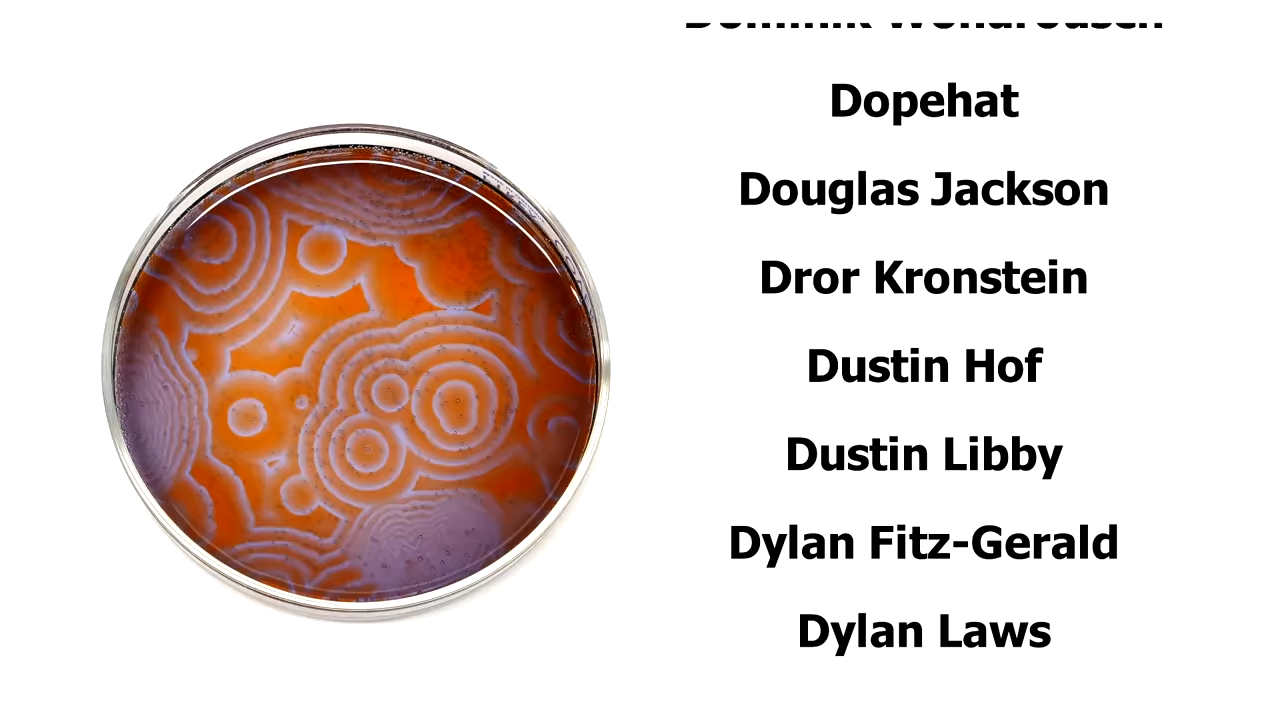 Dopehat
Douglas Jackson
Dror Kronstein
Dustin Hof
Dustin Libby
Dylan Fitz-Gerald
Dylan Laws